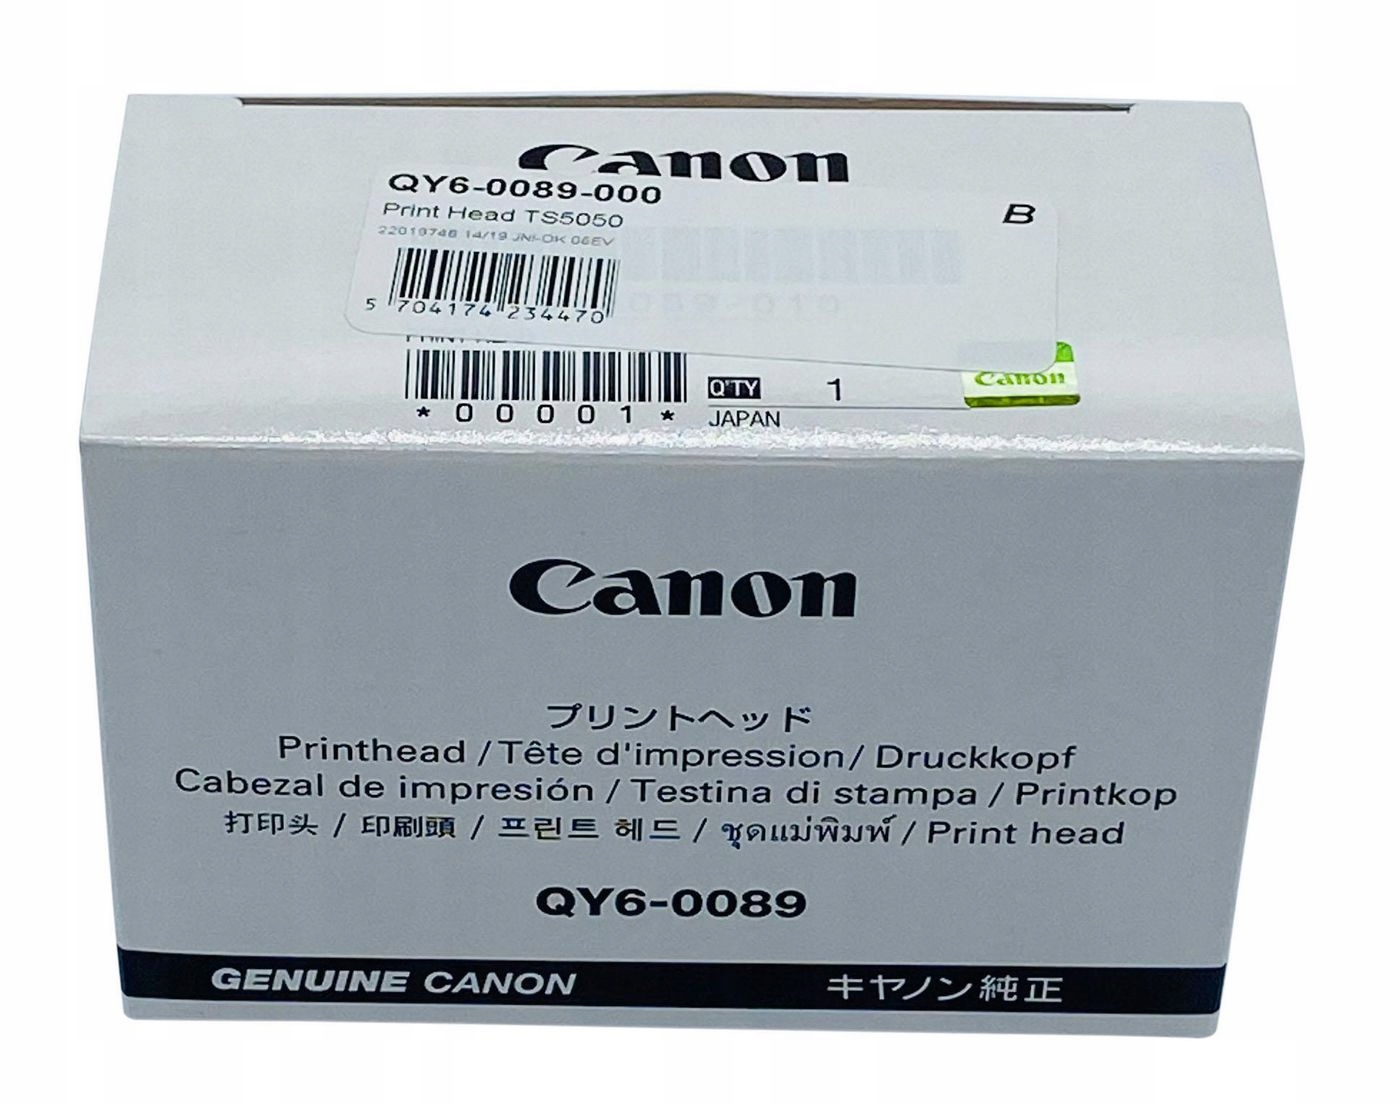 Canon
QY6-0089-000
B
Print Head TS5050
5 704174 234470
*00001*
Q'TY 1
JAPAN
Canon
Canon
プリントヘッド
Printhead / Tête d'impression / Druckkopf
Cabezal de impresión / Testina di stampa / Printkop
打印头 / 印刷頭 / 프린트 헤드 / ชุดแม่พิมพ์ / Print head
QY6-0089
GENUINE CANON キヤノン純正